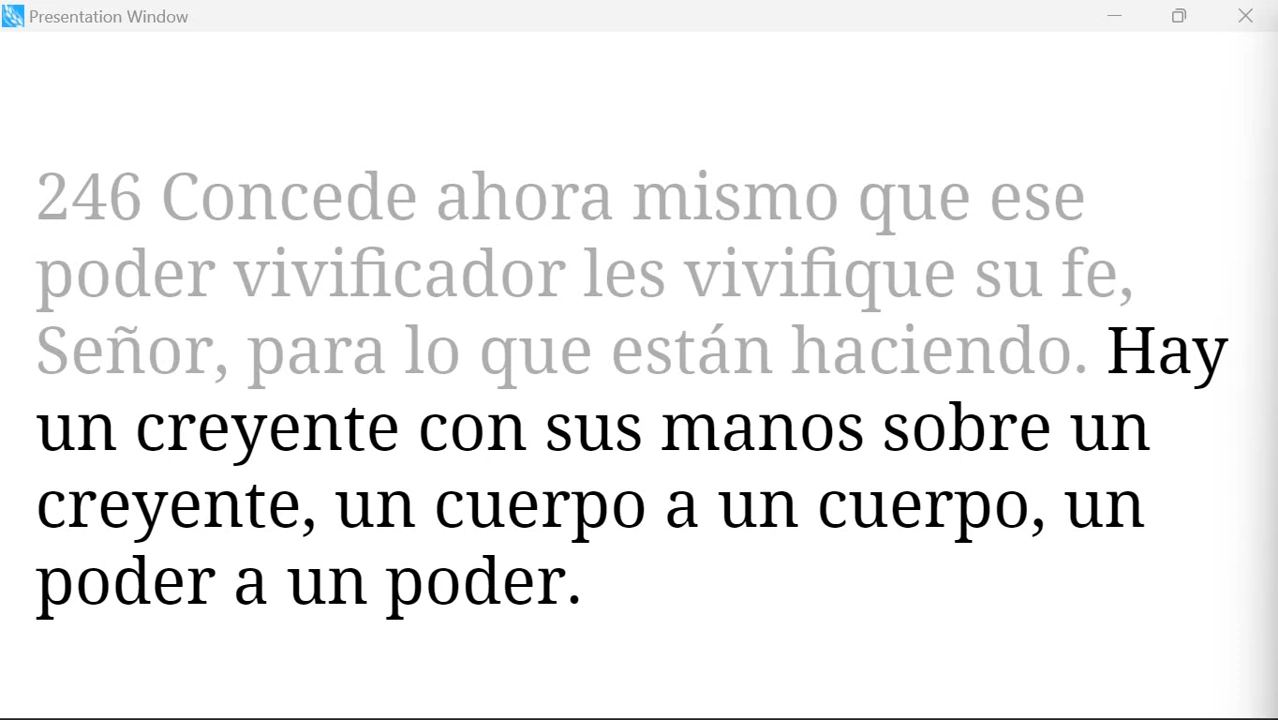 Presentation Window
246 Concede ahora mismo que ese
poder vivificador les vivifique su fe,
Señor, para lo que están haciendo. Hay
un creyente con sus manos sobre un
creyente, un cuerpo a un cuerpo, un
poder a un poder.